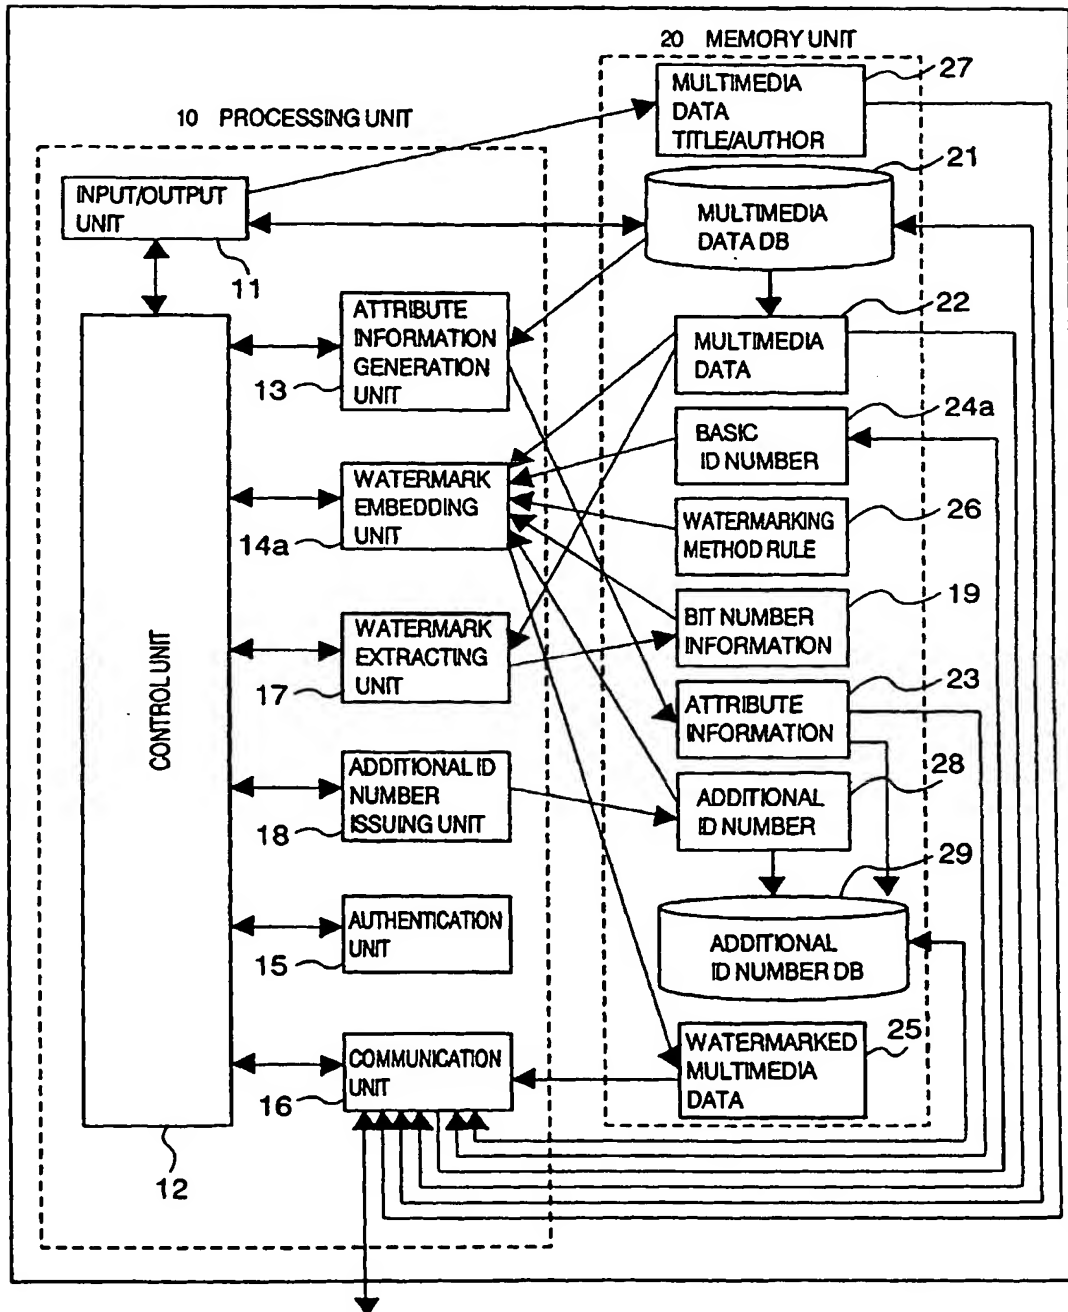 20 MEMORY UNIT
27
MULTIMEDIA
DATA
TITLE/AUTHOR
10 PROCESSING UNIT
21
INPUT/OUTPUT
UNIT
MULTIMEDIA
DATA DB
11
22
ATTRIBUTE
INFORMATION
GENERATION
UNIT
MULTIMEDIA
DATA
13
24a
BASIC
ID NUMBER
WATERMARK
EMBEDDING
UNIT
26
WATERMARKING
METHOD RULE
14a
19
BIT NUMBER
INFORMATION
WATERMARK
EXTRACTING
UNIT
CONTROL UNIT
17
23
ATTRIBUTE
INFORMATION
ADDITIONAL ID
NUMBER
ISSUING UNIT
28
ADDITIONAL
ID NUMBER
18
29
AUTHENTICATION
UNIT
ADDITIONAL
ID NUMBER DB
15
25
WATERMARKED
MULTIMEDIA
DATA
COMMUNICATION
UNIT
16
12